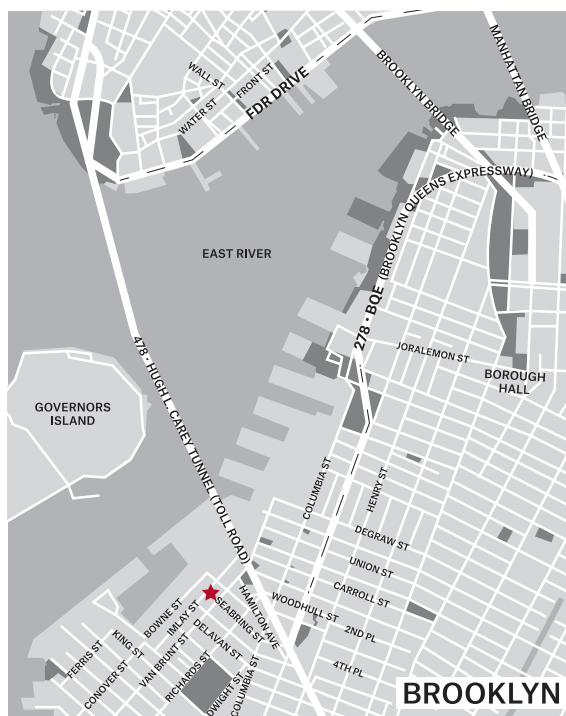 MANHATTAN BRIDGE
BROOKLYN BRIDGE
WALL ST
FRONT ST
WATER ST
FDR DRIVE
278 • BQE (BROOKLYN QUEENS EXPRESSWAY)
EAST RIVER
478 • HUGH L. CAREY TUNNEL (TOLL ROAD)
JORALEMON ST
BOROUGH
HALL
GOVERNORS
ISLAND
COLUMBIA ST
HENRY ST
DEGRAW ST
UNION ST
CARROLL ST
HAMILTON AVE
WOODHULL ST
2ND PL
4TH PL
SEABRING ST
BOWNE ST
IMLAY ST
DELAVAN ST
KING ST
VAN BRUNT ST
FERRIS ST
CONOVER ST
RICHARDS ST
DWIGHT ST
COLUMBIA ST
BROOKLYN